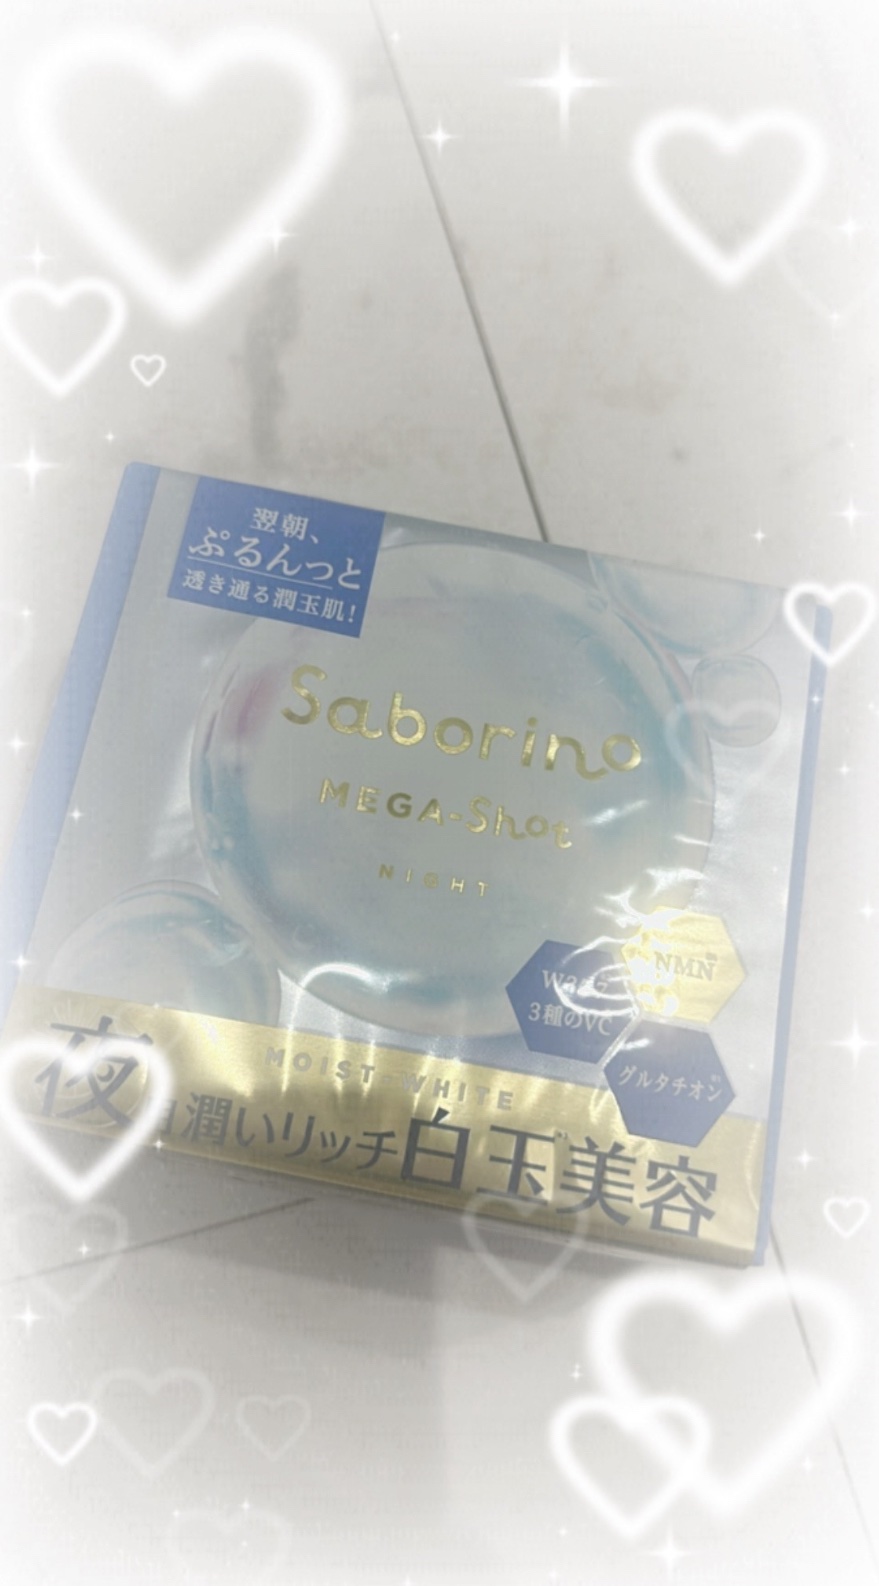 翌朝、
ぷるんっと
透き通る潤玉肌!
Saborino
MEGA-Shot
NIGHT
NMN
3種のVC
グルタチオン
MOIST-WHITE
夜 潤いリッチ白玉美容